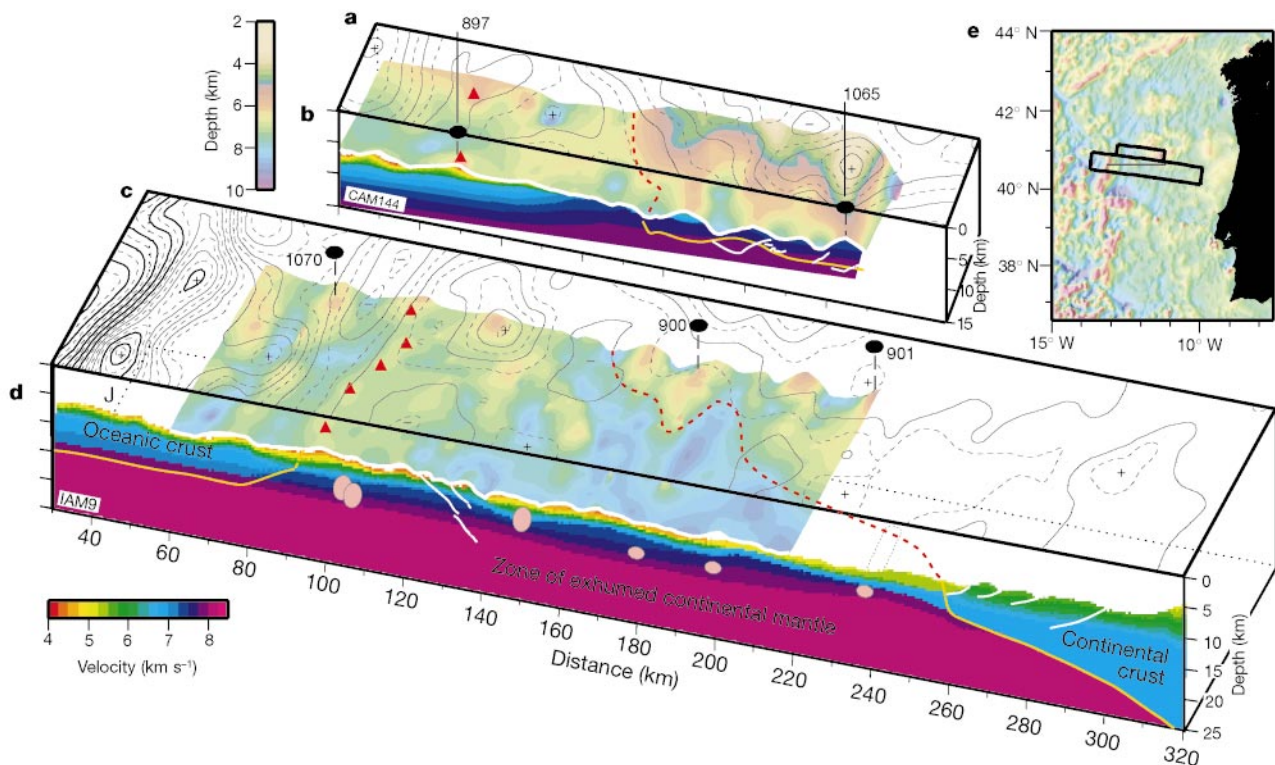 a
897
1065
b
2
4
6
8
10
Depth (km)
CAM144
0
5
10
15
Depth (km)
e
44° N
42° N
40° N
38° N
15° W
10° W
c
1070
900
901
J
d
Oceanic crust
IAM9
Zone of exhumed continental mantle
Continental
crust
40
60
80
100
120
140
160
180
200
220
240
260
280
300
320
Distance (km)
0
5
10
15
20
25
Depth (km)
4
5
6
7
8
Velocity (km s⁻¹)